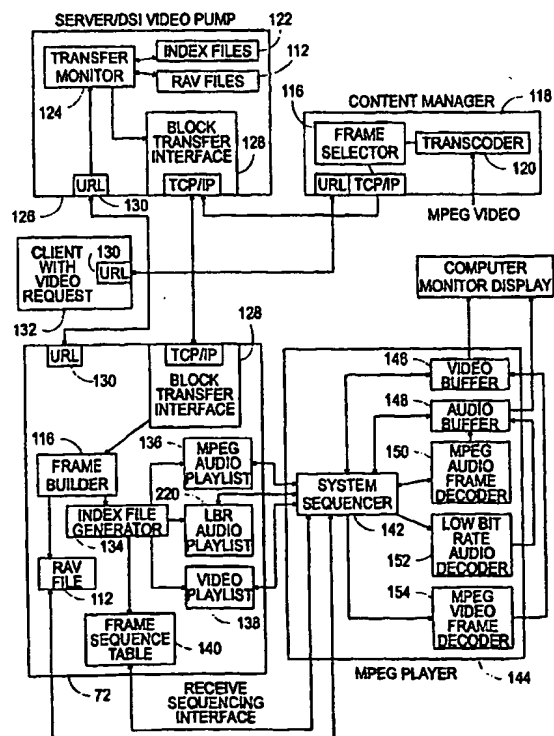 SERVER/DSI VIDEO PUMP
122
INDEX FILES
112
TRANSFER
MONITOR
RAV FILES
124
BLOCK
TRANSFER
INTERFACE
128
TCP/IP
URL
130
126
CONTENT MANAGER
118
116
FRAME
SELECTOR
TRANSCODER
120
URL
TCP/IP
MPEG VIDEO
CLIENT
WITH VIDEO
REQUEST
130
URL
132
COMPUTER
MONITOR DISPLAY
URL
130
TCP/IP
128
BLOCK
TRANSFER
INTERFACE
116
FRAME
BUILDER
136
MPEG
AUDIO
PLAYLIST
220
INDEX FILE
GENERATOR
134
LBR
AUDIO
PLAYLIST
RAV
FILE
112
VIDEO
PLAYLIST
138
FRAME
SEQUENCE
TABLE
140
72
RECEIVE
SEQUENCING
INTERFACE
146
VIDEO
BUFFER
148
AUDIO
BUFFER
150
MPEG
AUDIO
FRAME
DECODER
SYSTEM
SEQUENCER
142
LOW BIT
RATE
AUDIO
DECODER
152
154
MPEG
VIDEO
FRAME
DECODER
MPEG PLAYER
144